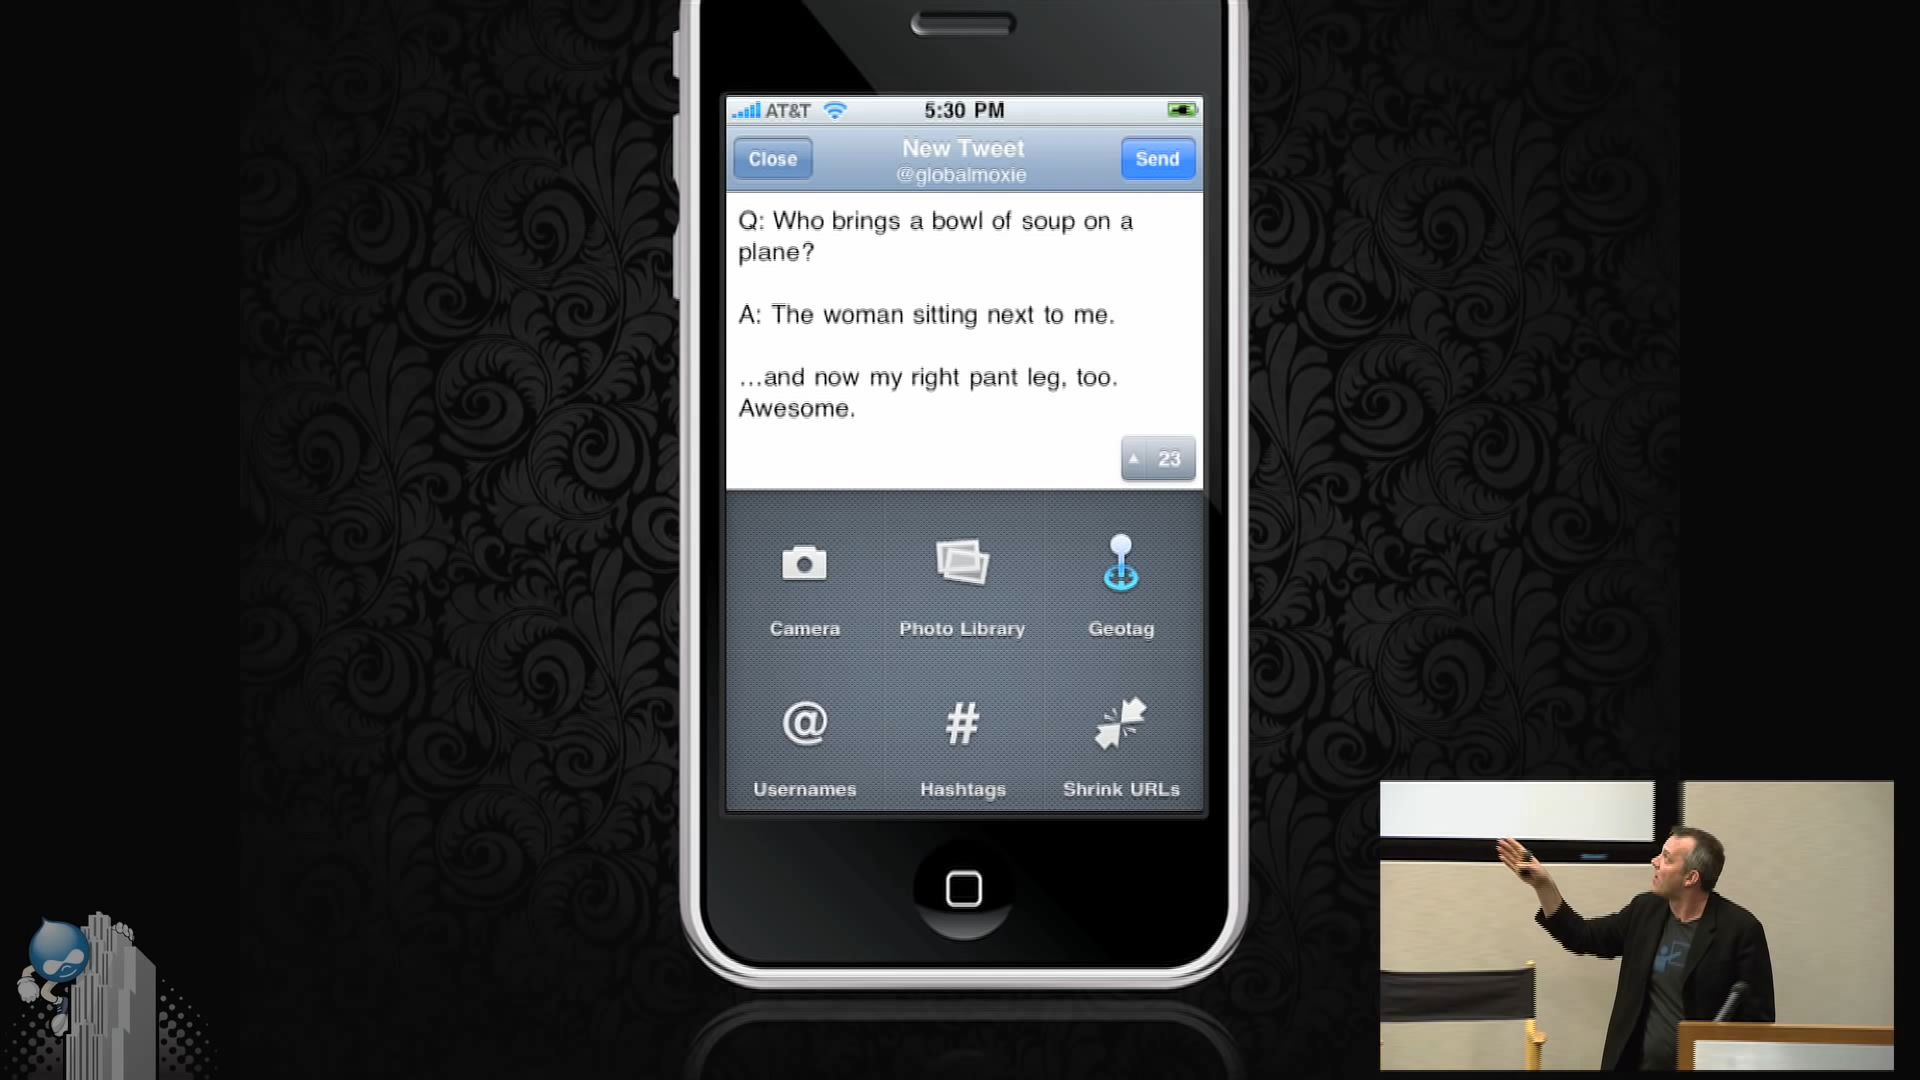 AT&T 5:30 PM
Close New Tweet Send
@globalmoxie
Q: Who brings a bowl of soup on a
plane?
A: The woman sitting next to me.
...and now my right pant leg, too.
Awesome.
23
Camera Photo Library Geotag
@ #
Usernames Hashtags Shrink URLs